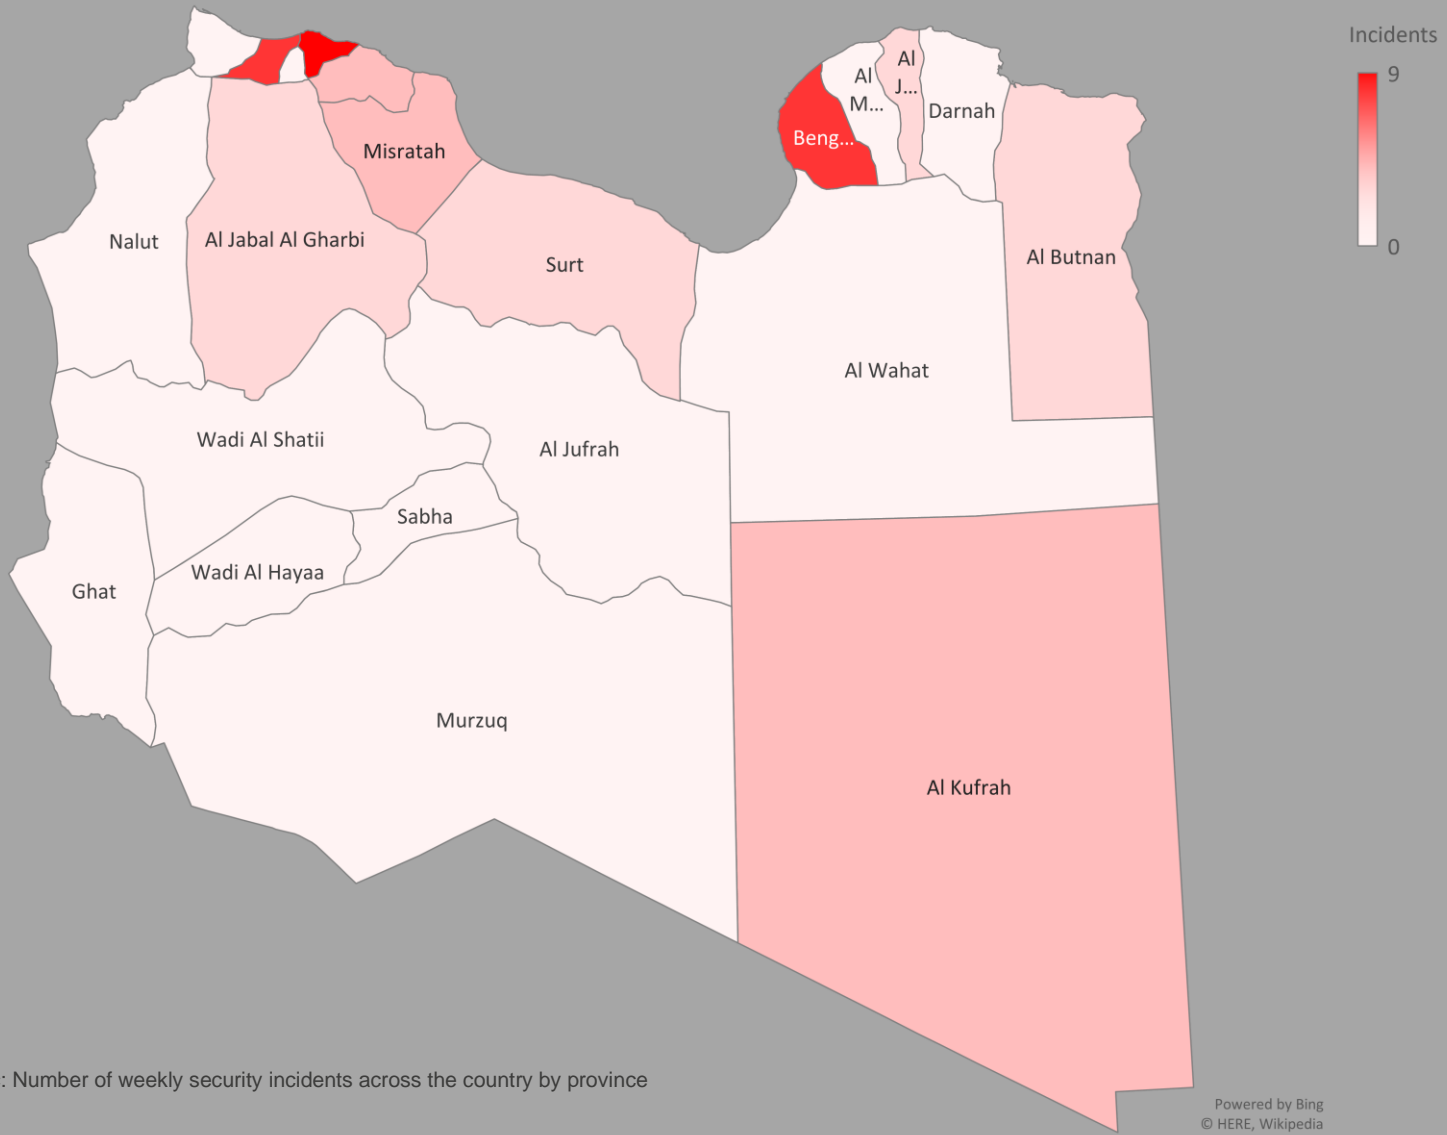 Incidents
9
0
Al
J...
Al
M...
Darnah
Beng...
Misratah
Nalut
Al Jabal Al Gharbi
Surt
Al Butnan
Al Wahat
Wadi Al Shatii
Al Jufrah
Sabha
Wadi Al Hayaa
Ghat
Murzuq
Al Kufrah
: Number of weekly security incidents across the country by province
Powered by Bing
© HERE, Wikipedia